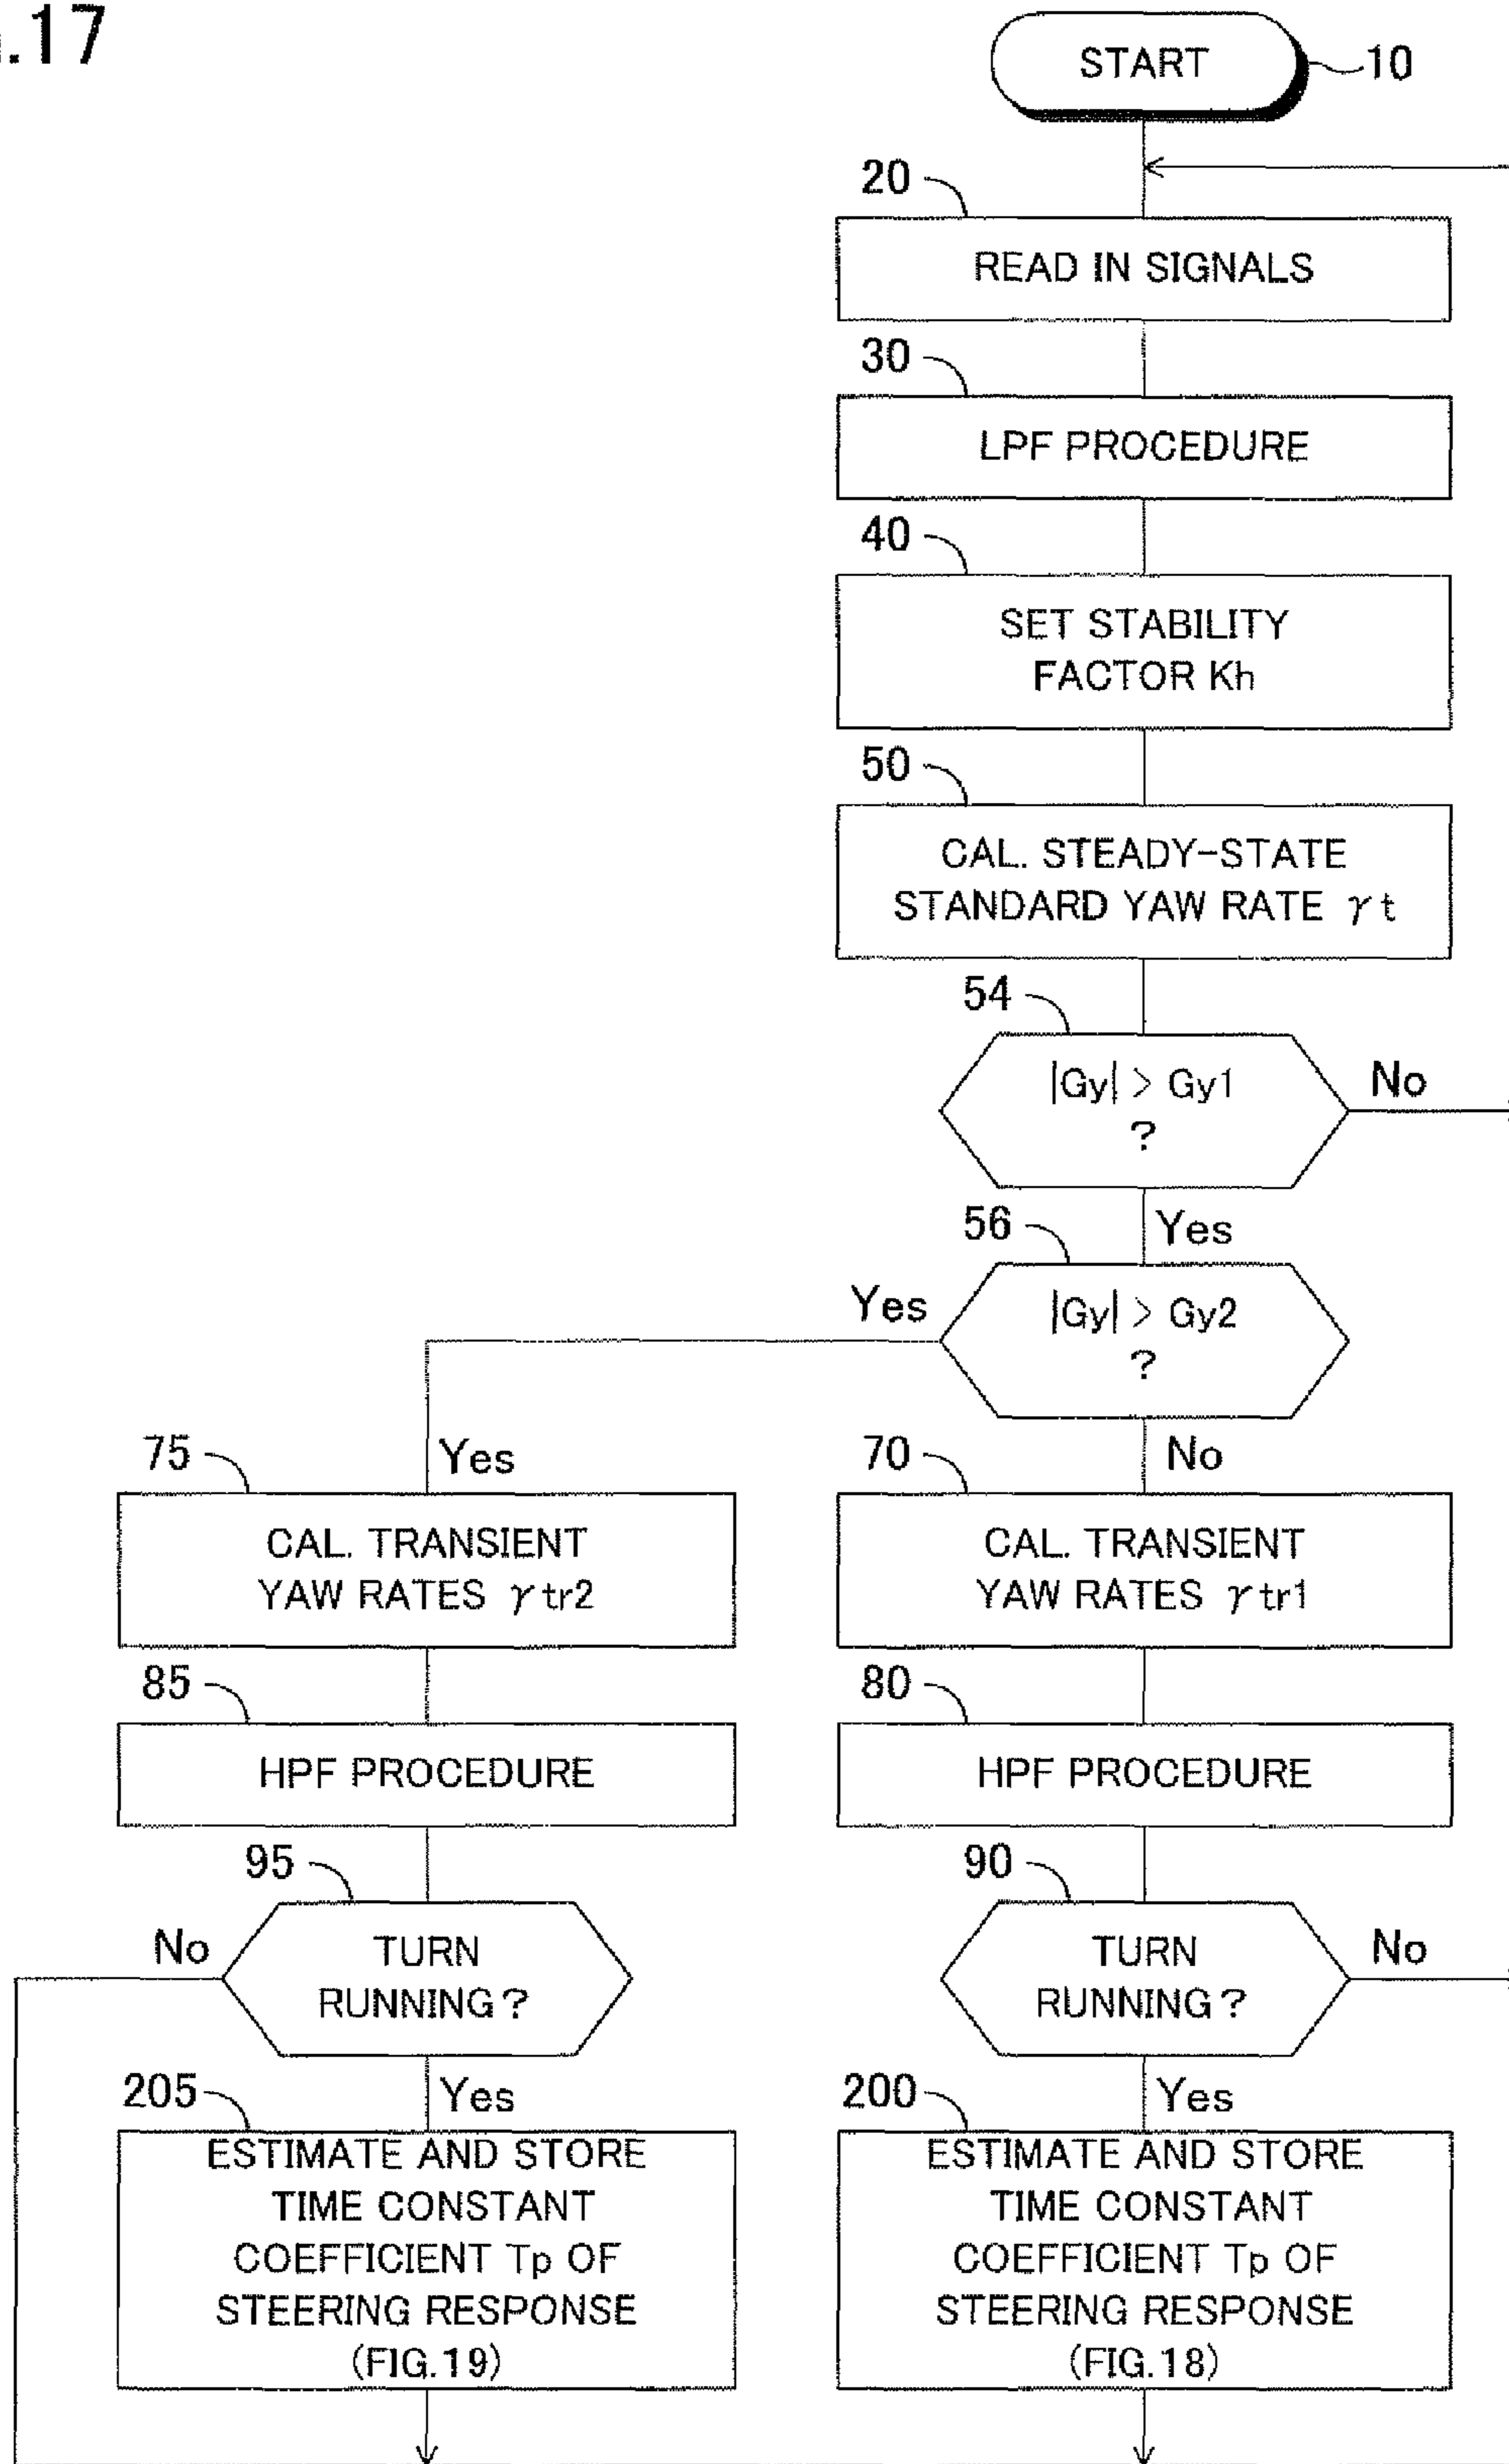 .17
START
10
20
READ IN SIGNALS
30
LPF PROCEDURE
40
SET STABILITY
FACTOR Kh
50
CAL. STEADY-STATE
STANDARD YAW RATE γt
54
|Gy| > Gy1
?
No
Yes
56
|Gy| > Gy2
?
Yes
Yes
No
75
CAL. TRANSIENT
YAW RATES γtr2
70
CAL. TRANSIENT
YAW RATES γtr1
85
HPF PROCEDURE
80
HPF PROCEDURE
95
TURN
RUNNING?
No
Yes
90
TURN
RUNNING?
No
Yes
205
ESTIMATE AND STORE
TIME CONSTANT
COEFFICIENT Tp OF
STEERING RESPONSE
(FIG.19)
200
ESTIMATE AND STORE
TIME CONSTANT
COEFFICIENT Tp OF
STEERING RESPONSE
(FIG.18)